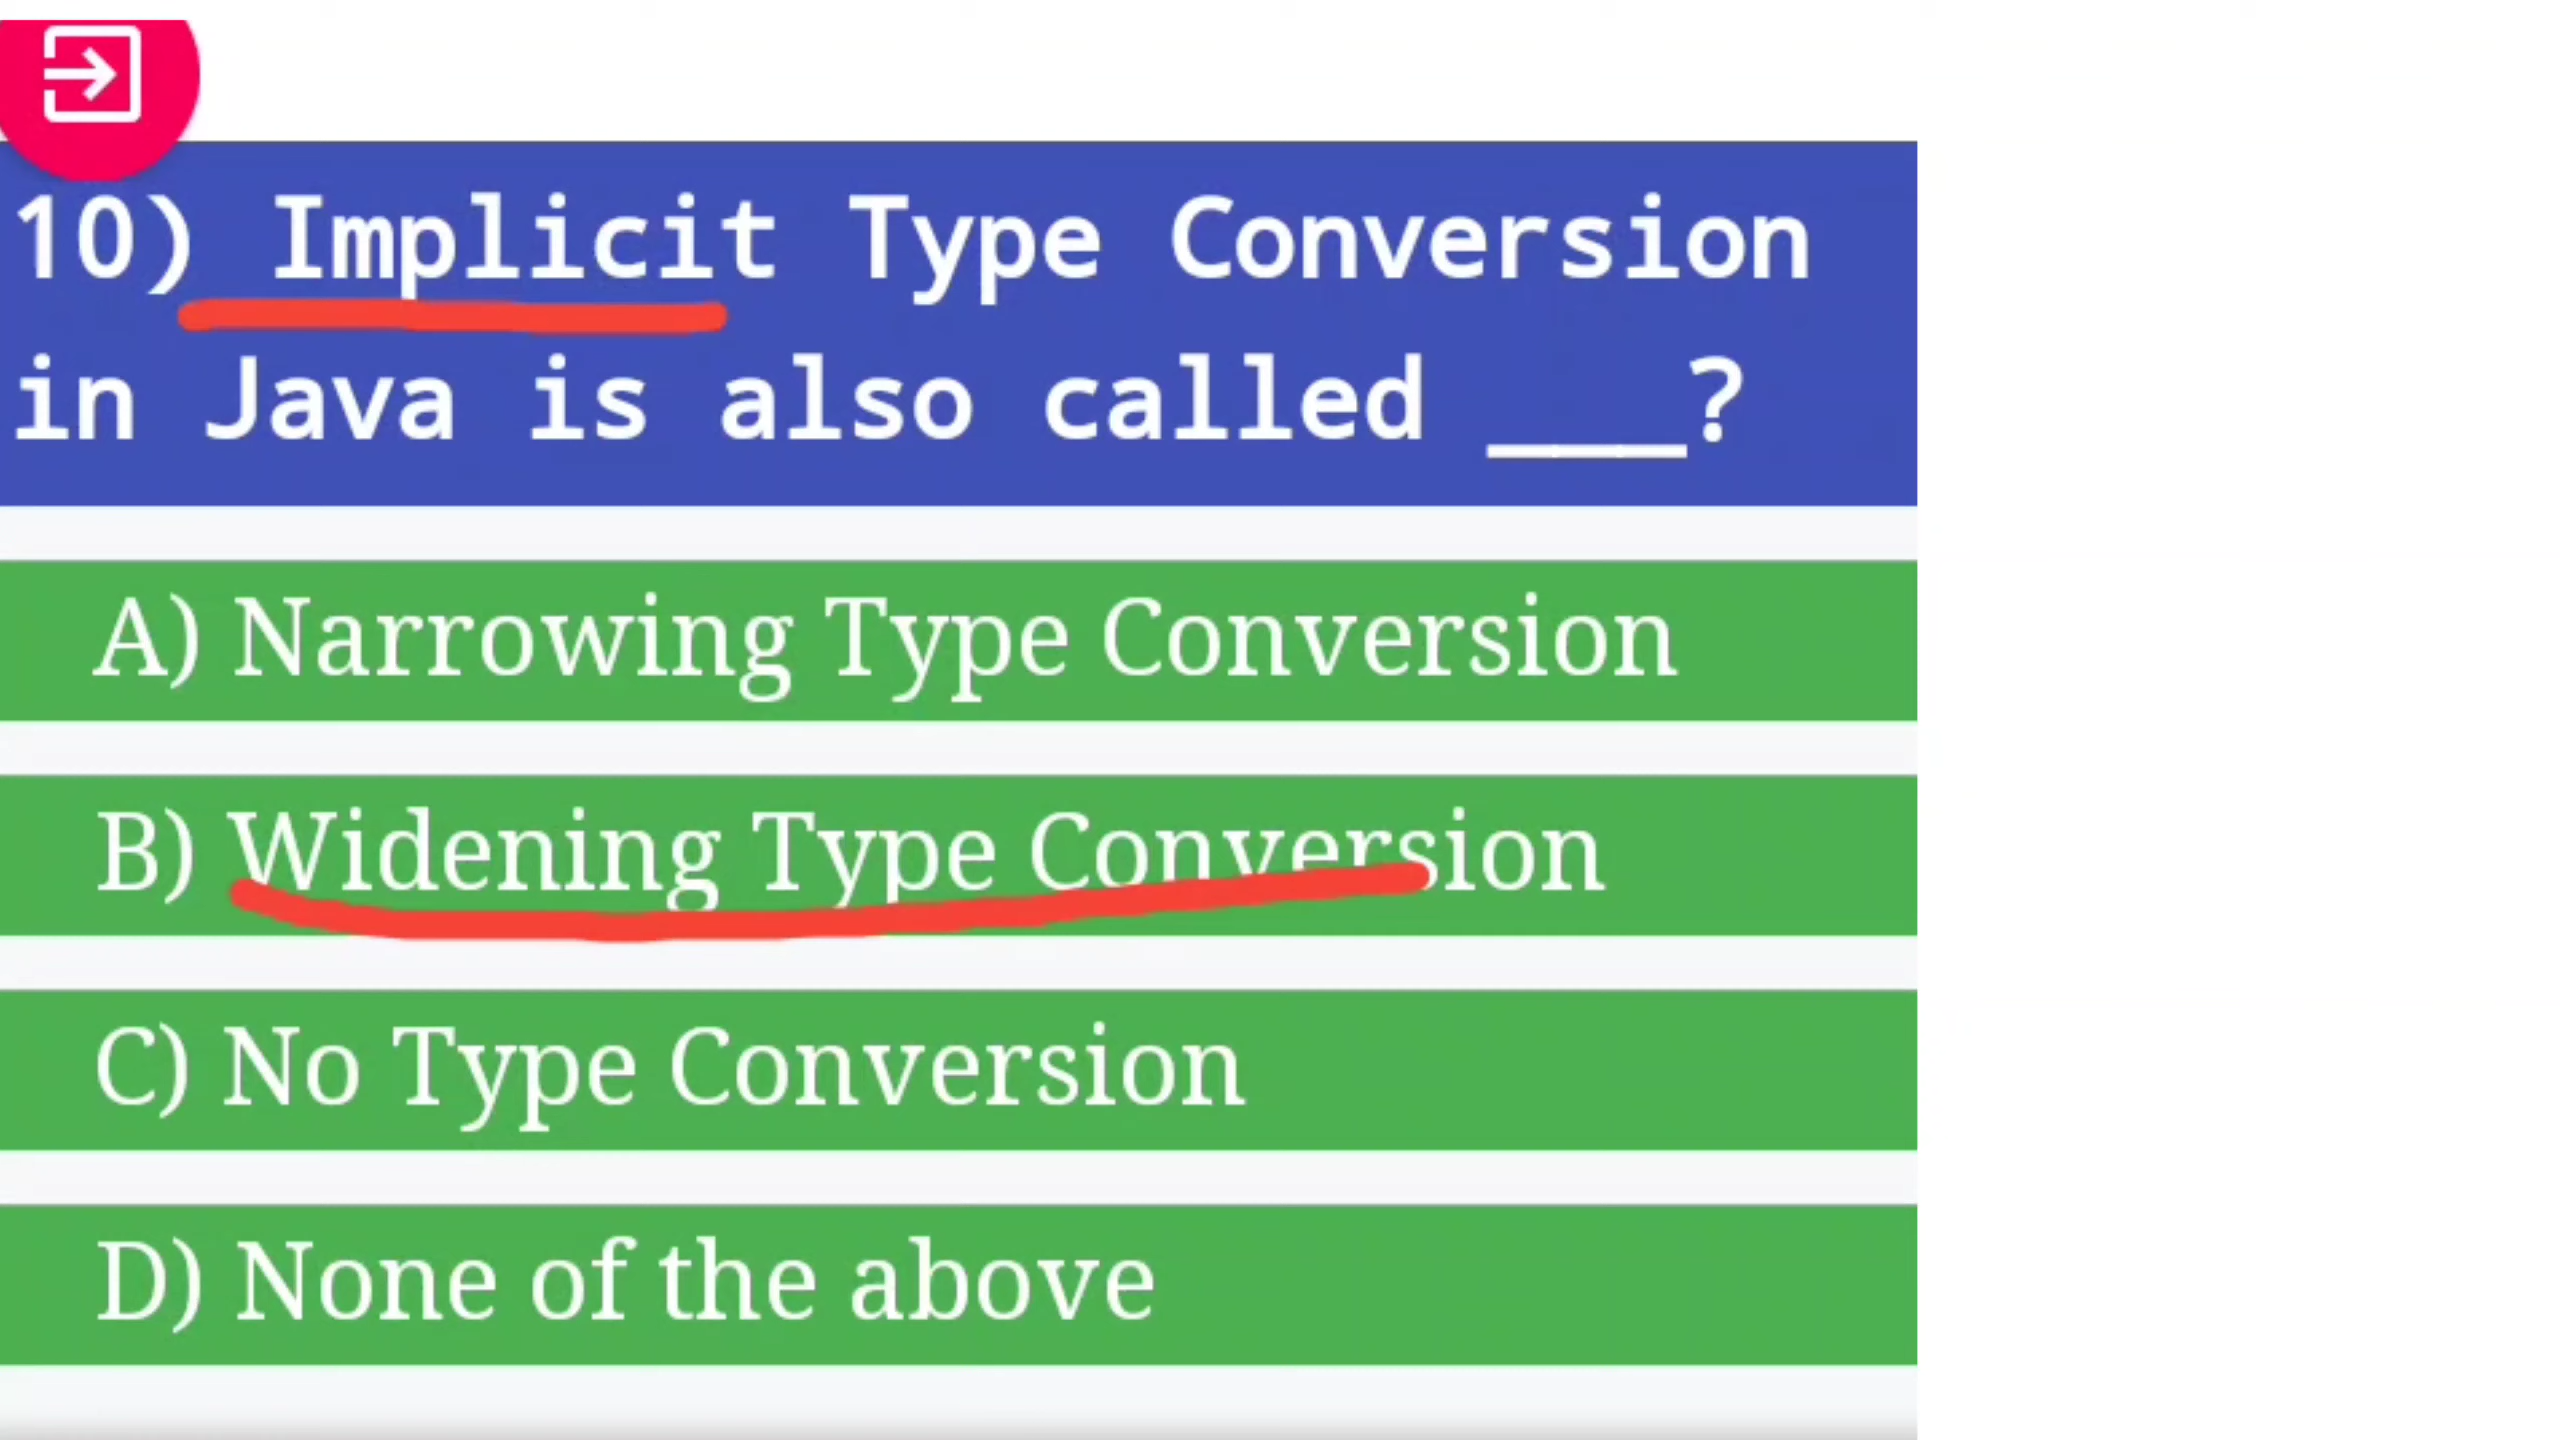 10) Implicit Type Conversion
in Java is also called ___?
A) Narrowing Type Conversion
B) Widening Type Conversion
C) No Type Conversion
D) None of the above